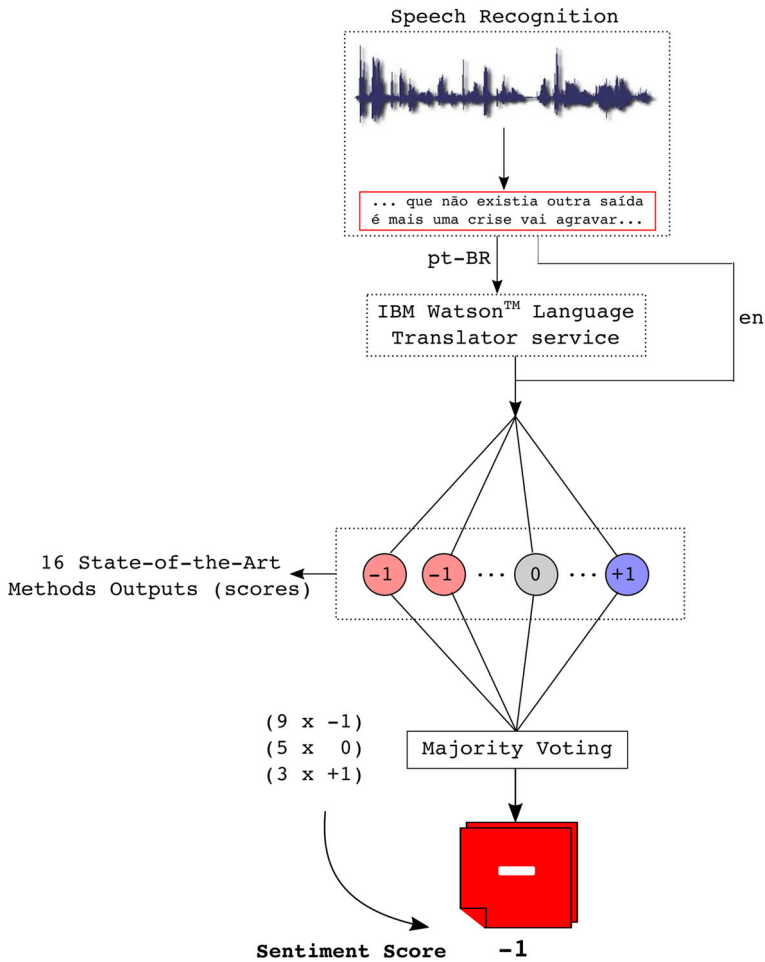 Speech Recognition
... que não existia outra saída
é mais uma crise vai agravar...
pt-BR
IBM Watson™ Language
Translator service
en
16 State-of-the-Art
Methods Outputs (scores)
-1 -1 ... 0 ... +1
(9 x -1)
(5 x 0)
(3 x +1)
Majority Voting
Sentiment Score -1